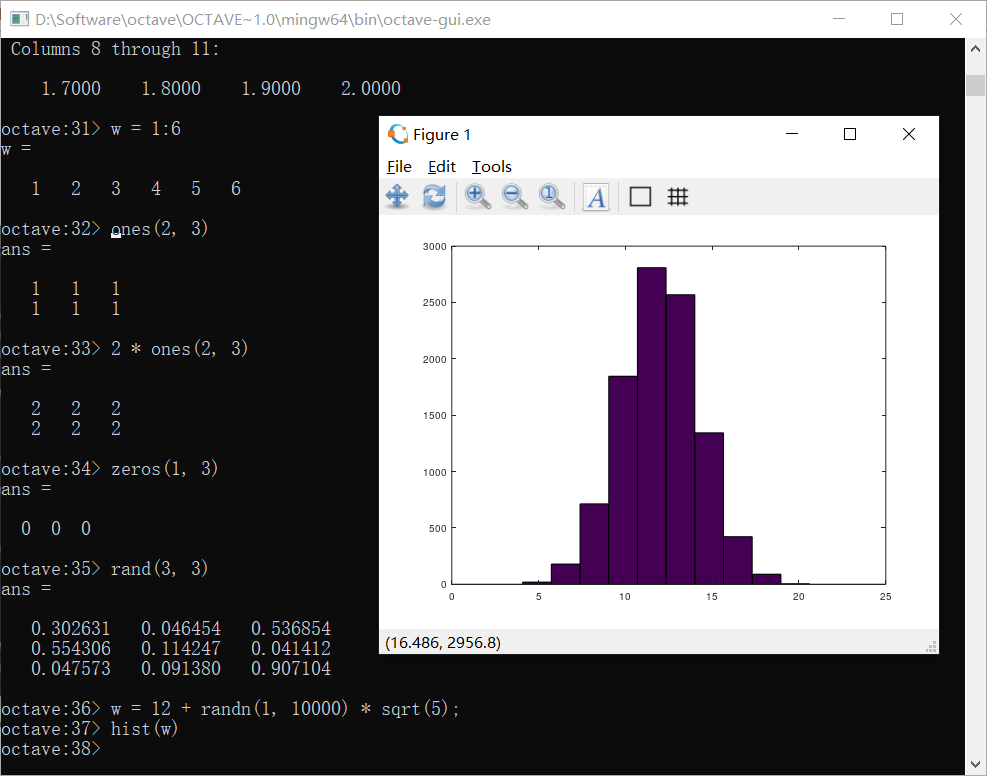 D:\Software\octave\OCTAVE~1.0\mingw64\bin\octave-gui.exe
Columns 8 through 11:
1.7000 1.8000 1.9000 2.0000
octave:31> w = 1:6
w =
1 2 3 4 5 6
octave:32> ones(2, 3)
ans =
1 1 1
1 1 1
octave:33> 2 * ones(2, 3)
ans =
2 2 2
2 2 2
octave:34> zeros(1, 3)
ans =
0 0 0
octave:35> rand(3, 3)
ans =
0.302631 0.046454 0.536854
0.554306 0.114247 0.041412
0.047573 0.091380 0.907104
octave:36> w = 12 + randn(1, 10000) * sqrt(5);
octave:37> hist(w)
octave:38>
Figure 1
File Edit Tools
A
3000
2500
2000
1500
1000
500
0
0 5 10 15 20 25
(16.486, 2956.8)